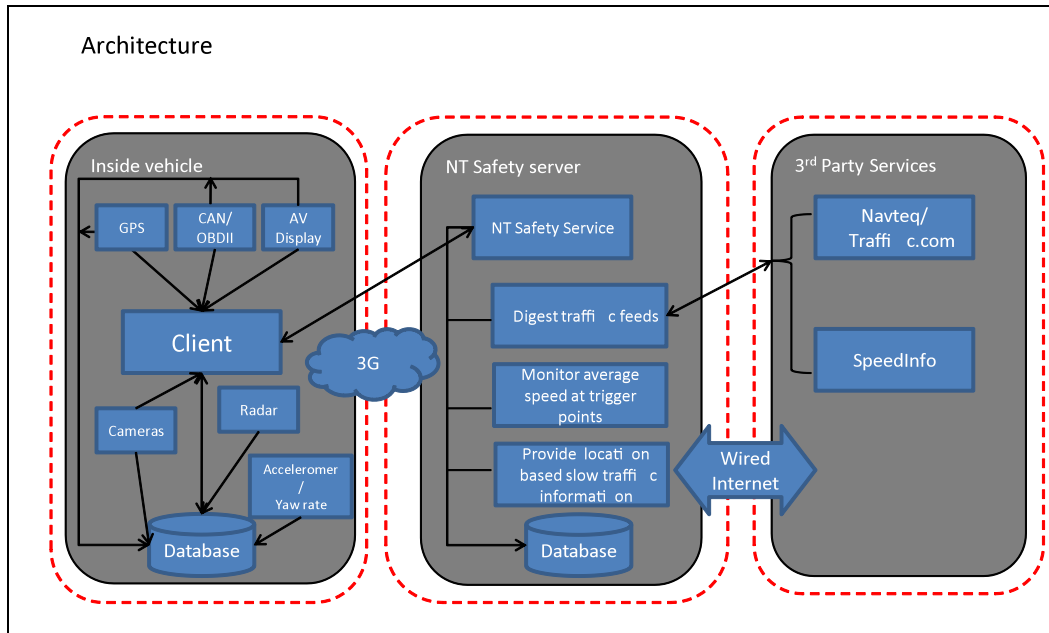 Architecture
Inside vehicle
GPS
CAN/
OBDII
AV
Display
Client
Cameras
Radar
Acceleromer
/
Yaw rate
Database
3G
NT Safety server
NT Safety Service
Digest traffi c feeds
Monitor average
speed at trigger
points
Provide locati on
based slow traffi c
informati on
Database
Wired
Internet
3rd Party Services
Navteq/
Traffi c.com
SpeedInfo